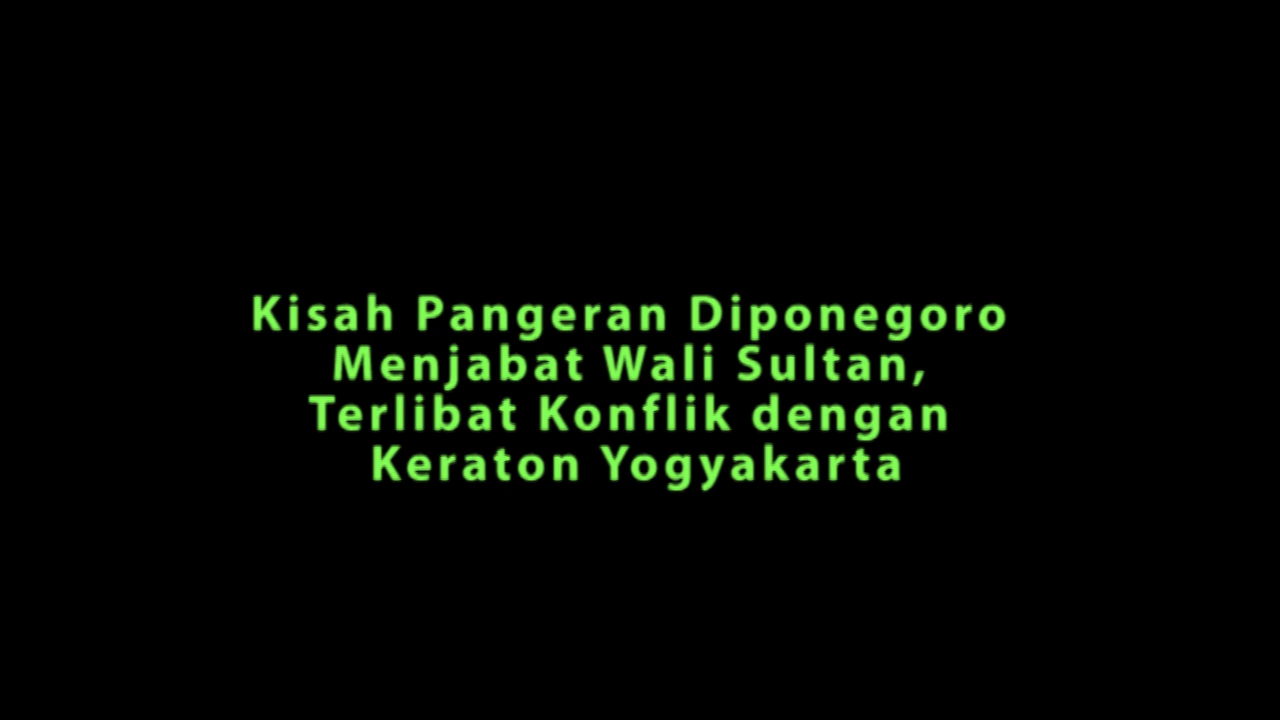 Kisah Pangeran Diponegoro
Menjabat Wali Sultan,
Terlibat Konflik dengan
Keraton Yogyakarta